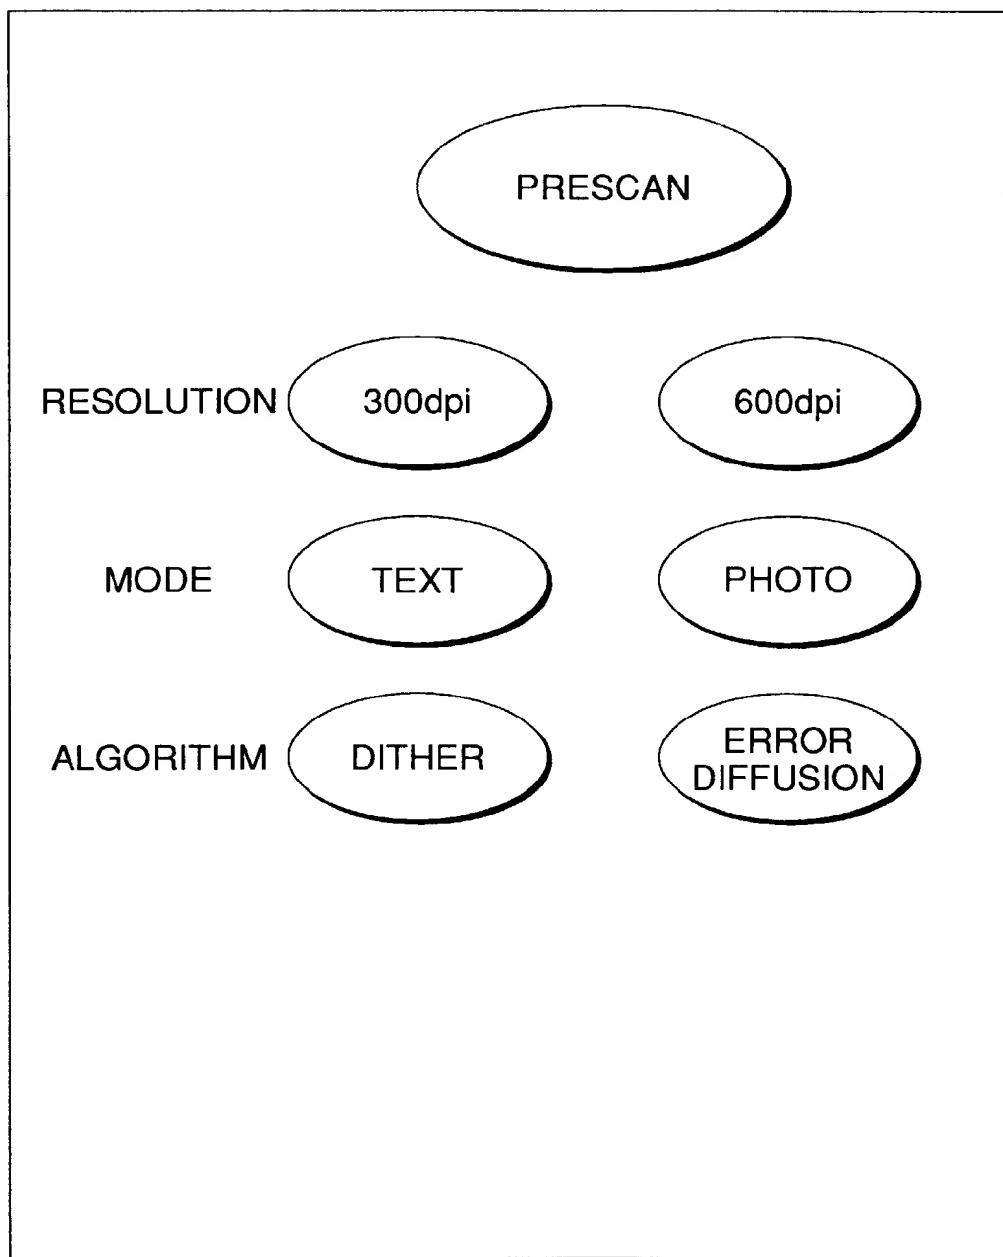 PRESCAN
RESOLUTION 300dpi 600dpi
MODE TEXT PHOTO
ALGORITHM DITHER ERROR
DIFFUSION